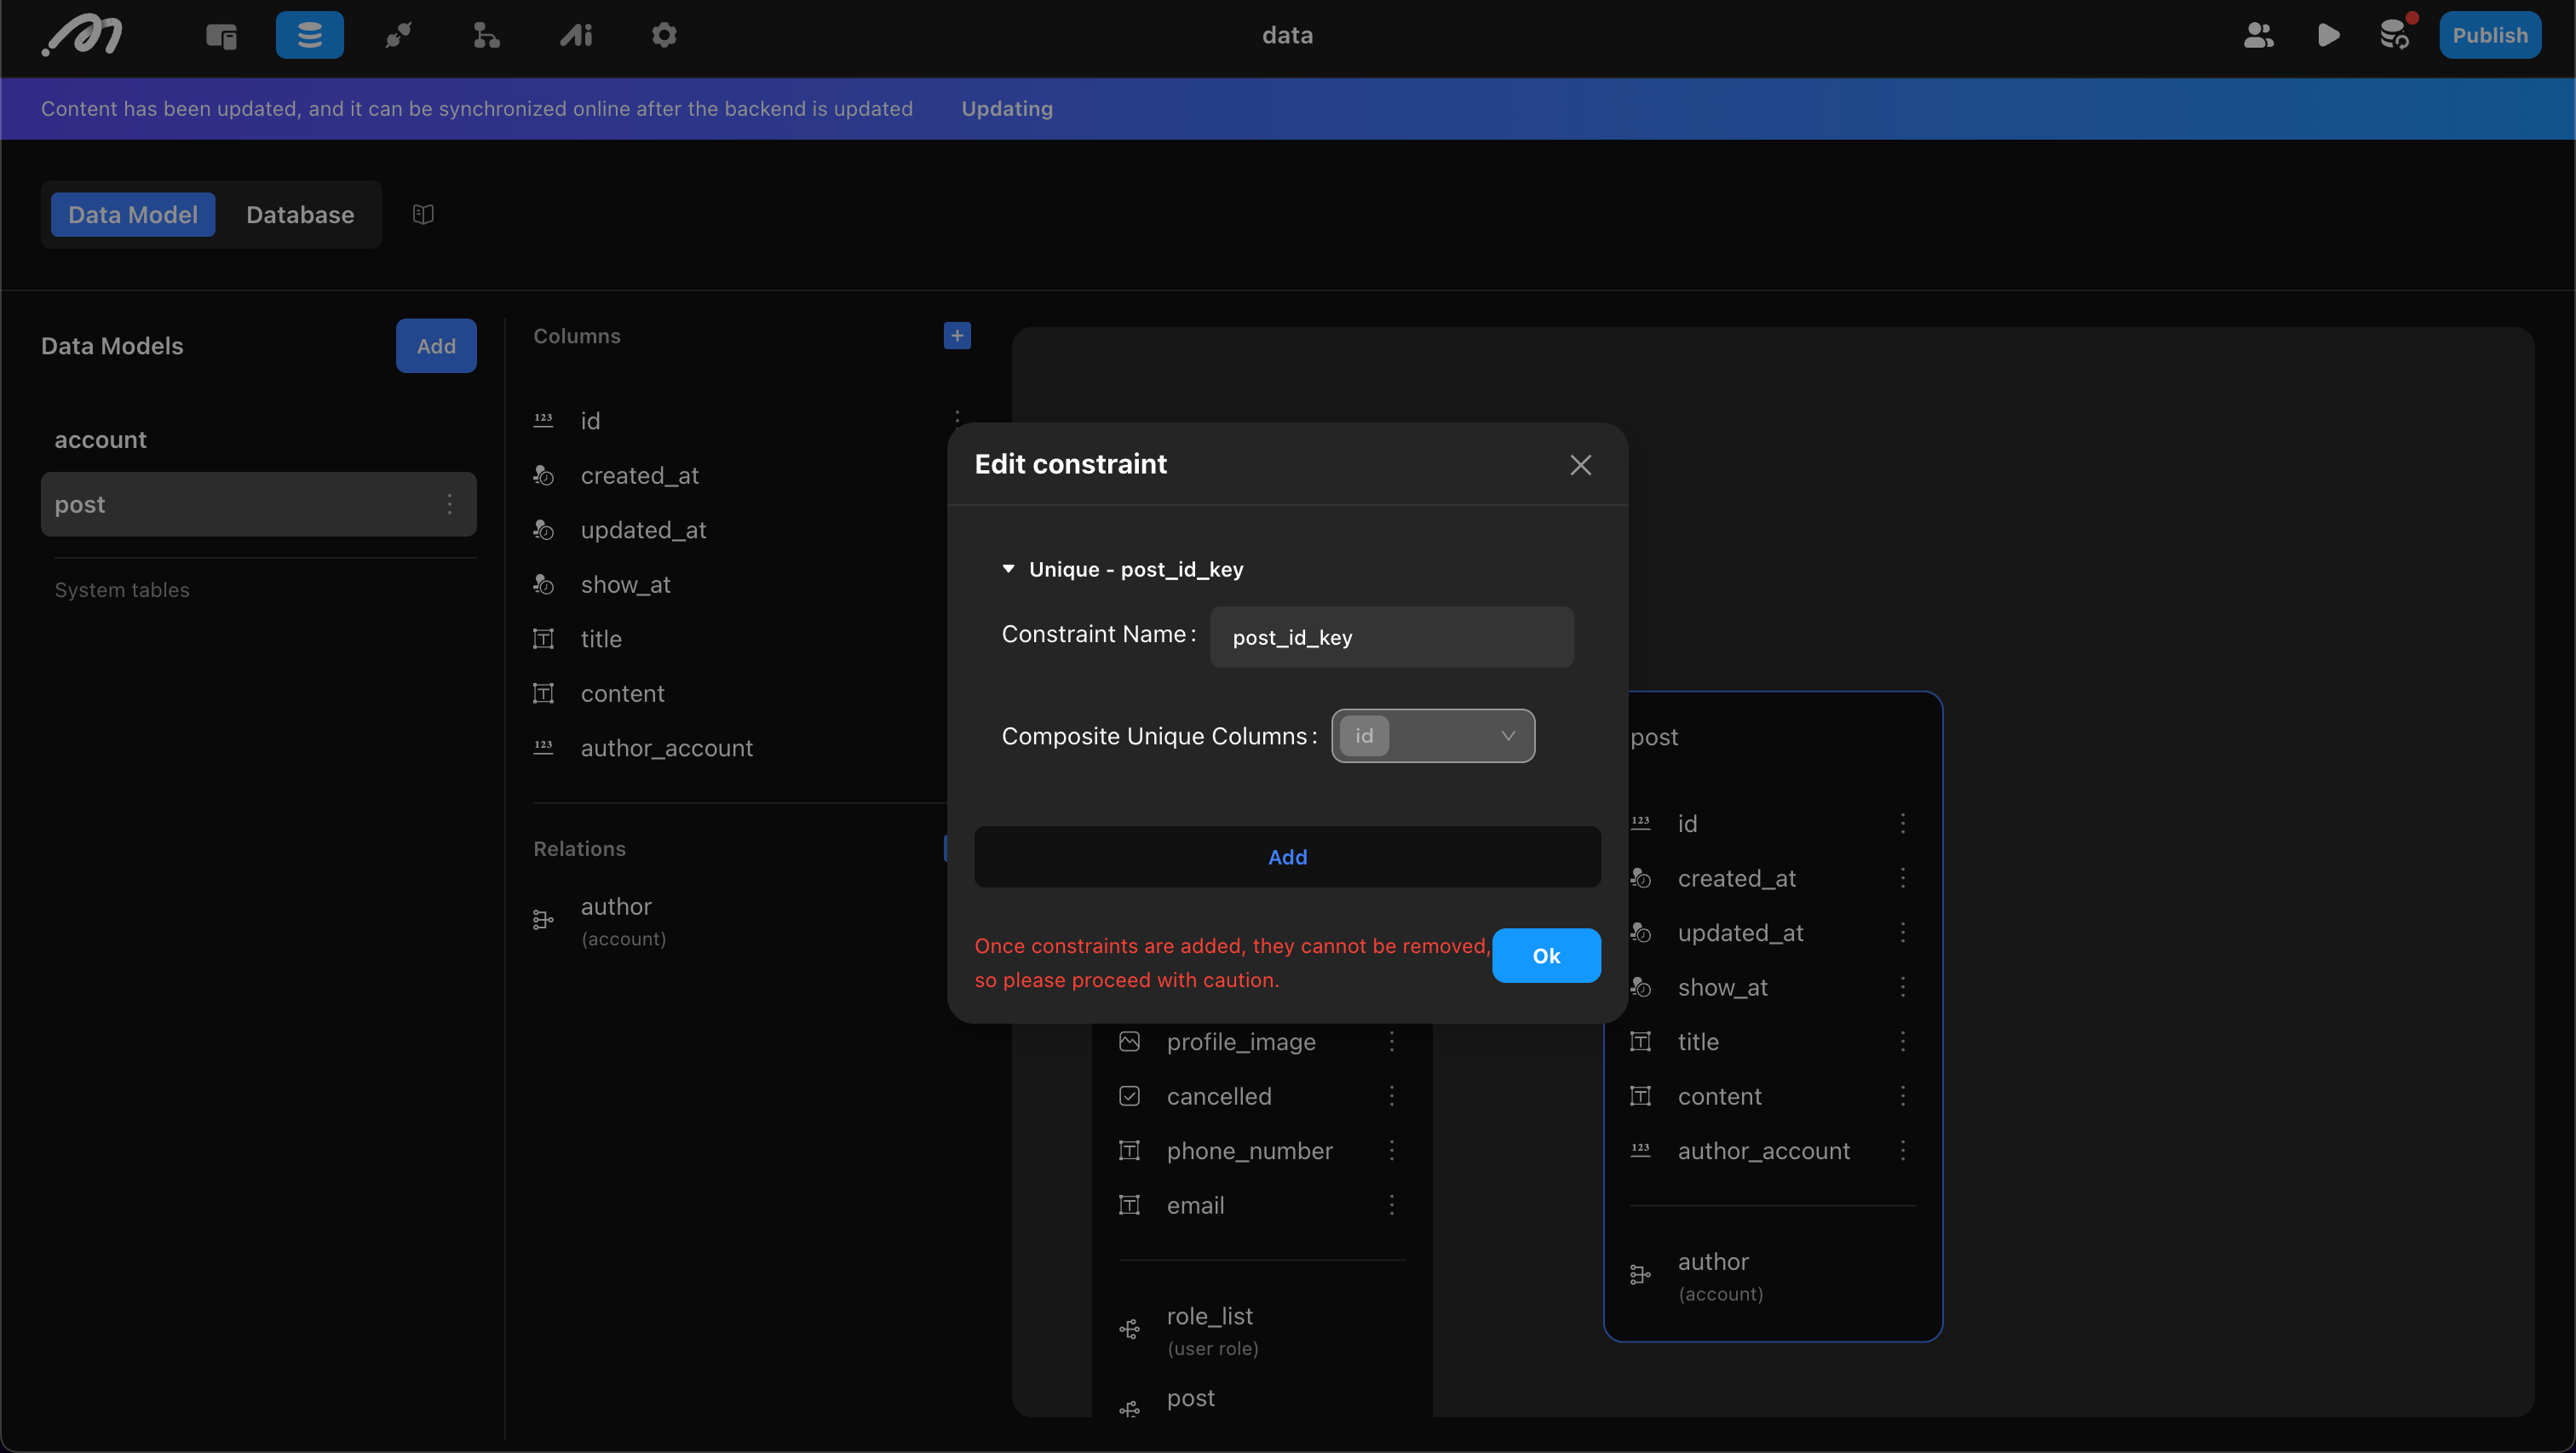 data
Publish
Content has been updated, and it can be synchronized online after the backend is updated
Updating
Data Model
Database
Data Models
Add
account
post
System tables
Columns
123 id
created_at
updated_at
show_at
T title
T content
123 author_account
Relations
author
(account)
Edit constraint
Unique - post_id_key
Constraint Name:
post_id_key
Composite Unique Columns:
id
Add
Once constraints are added, they cannot be removed,
so please proceed with caution.
Ok
profile_image
cancelled
T phone_number
T email
role_list
(user role)
post
post
123 id
created_at
updated_at
show_at
T title
T content
123 author_account
author
(account)